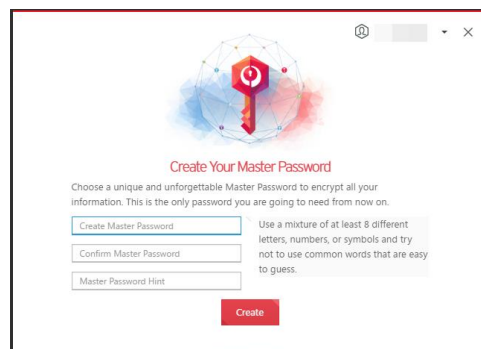 Create Your Master Password
Choose a unique and unforgettable Master Password to encrypt all your
information. This is the only password you are going to need from now on.
Create Master Password
Confirm Master Password
Master Password Hint
Use a mixture of at least 8 different
letters, numbers, or symbols and try
not to use common words that are easy
to guess.
Create